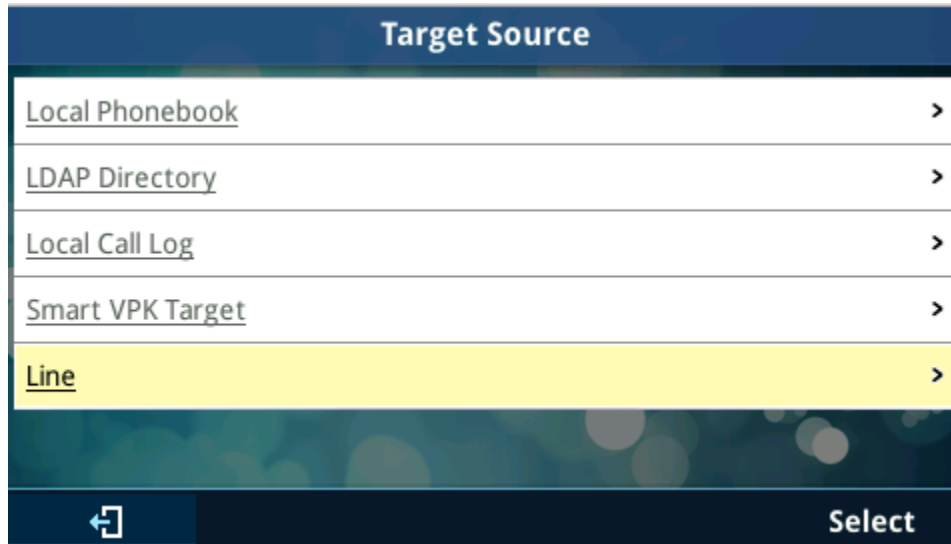 Target Source
Local Phonebook
LDAP Directory
Local Call Log
Smart VPK Target
Line
Select